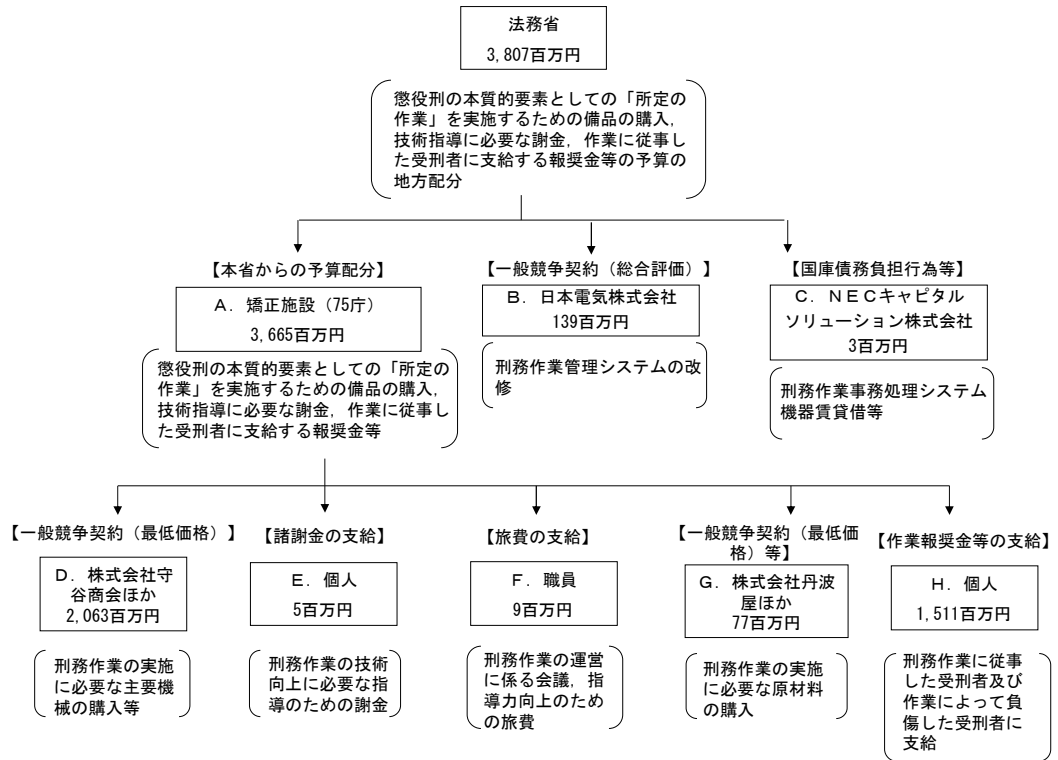 法務省
3,807百万円
懲役刑の本質的要素としての「所定の
作業」を実施するための備品の購入,
技術指導に必要な謝金,作業に従事し
た受刑者に支給する報奨金等の予算の
地方配分
【本省からの予算配分】
A．矯正施設（75庁）
3,665百万円
懲役刑の本質的要素としての「所定の
作業」を実施するための備品の購入,
技術指導に必要な謝金,作業に従事し
た受刑者に支給する報奨金等
【一般競争契約（総合評価）】
B．日本電気株式会社
139百万円
刑務作業管理システムの改
修
【国庫債務負担行為等】
C．NECキャピタル
ソリューション株式会社
3百万円
刑務作業事務処理システム
機器賃貸借等
【一般競争契約（最低価格）】
D．株式会社守
谷商会ほか
2,063百万円
刑務作業の実施
に必要な主要機
械の購入等
【諸謝金の支給】
E．個人
5百万円
刑務作業の技術
向上に必要な指
導のための謝金
【旅費の支給】
F．職員
9百万円
刑務作業の運営
に係る会議，指
導力向上のため
の旅費
【一般競争契約（最低価
格）等】
G．株式会社丹波
屋ほか
77百万円
刑務作業の実施
に必要な原材料
の購入
【作業報奨金等の支給】
H．個人
1,511百万円
刑務作業に従事
した受刑者及び
作業によって負
傷した受刑者に
支給